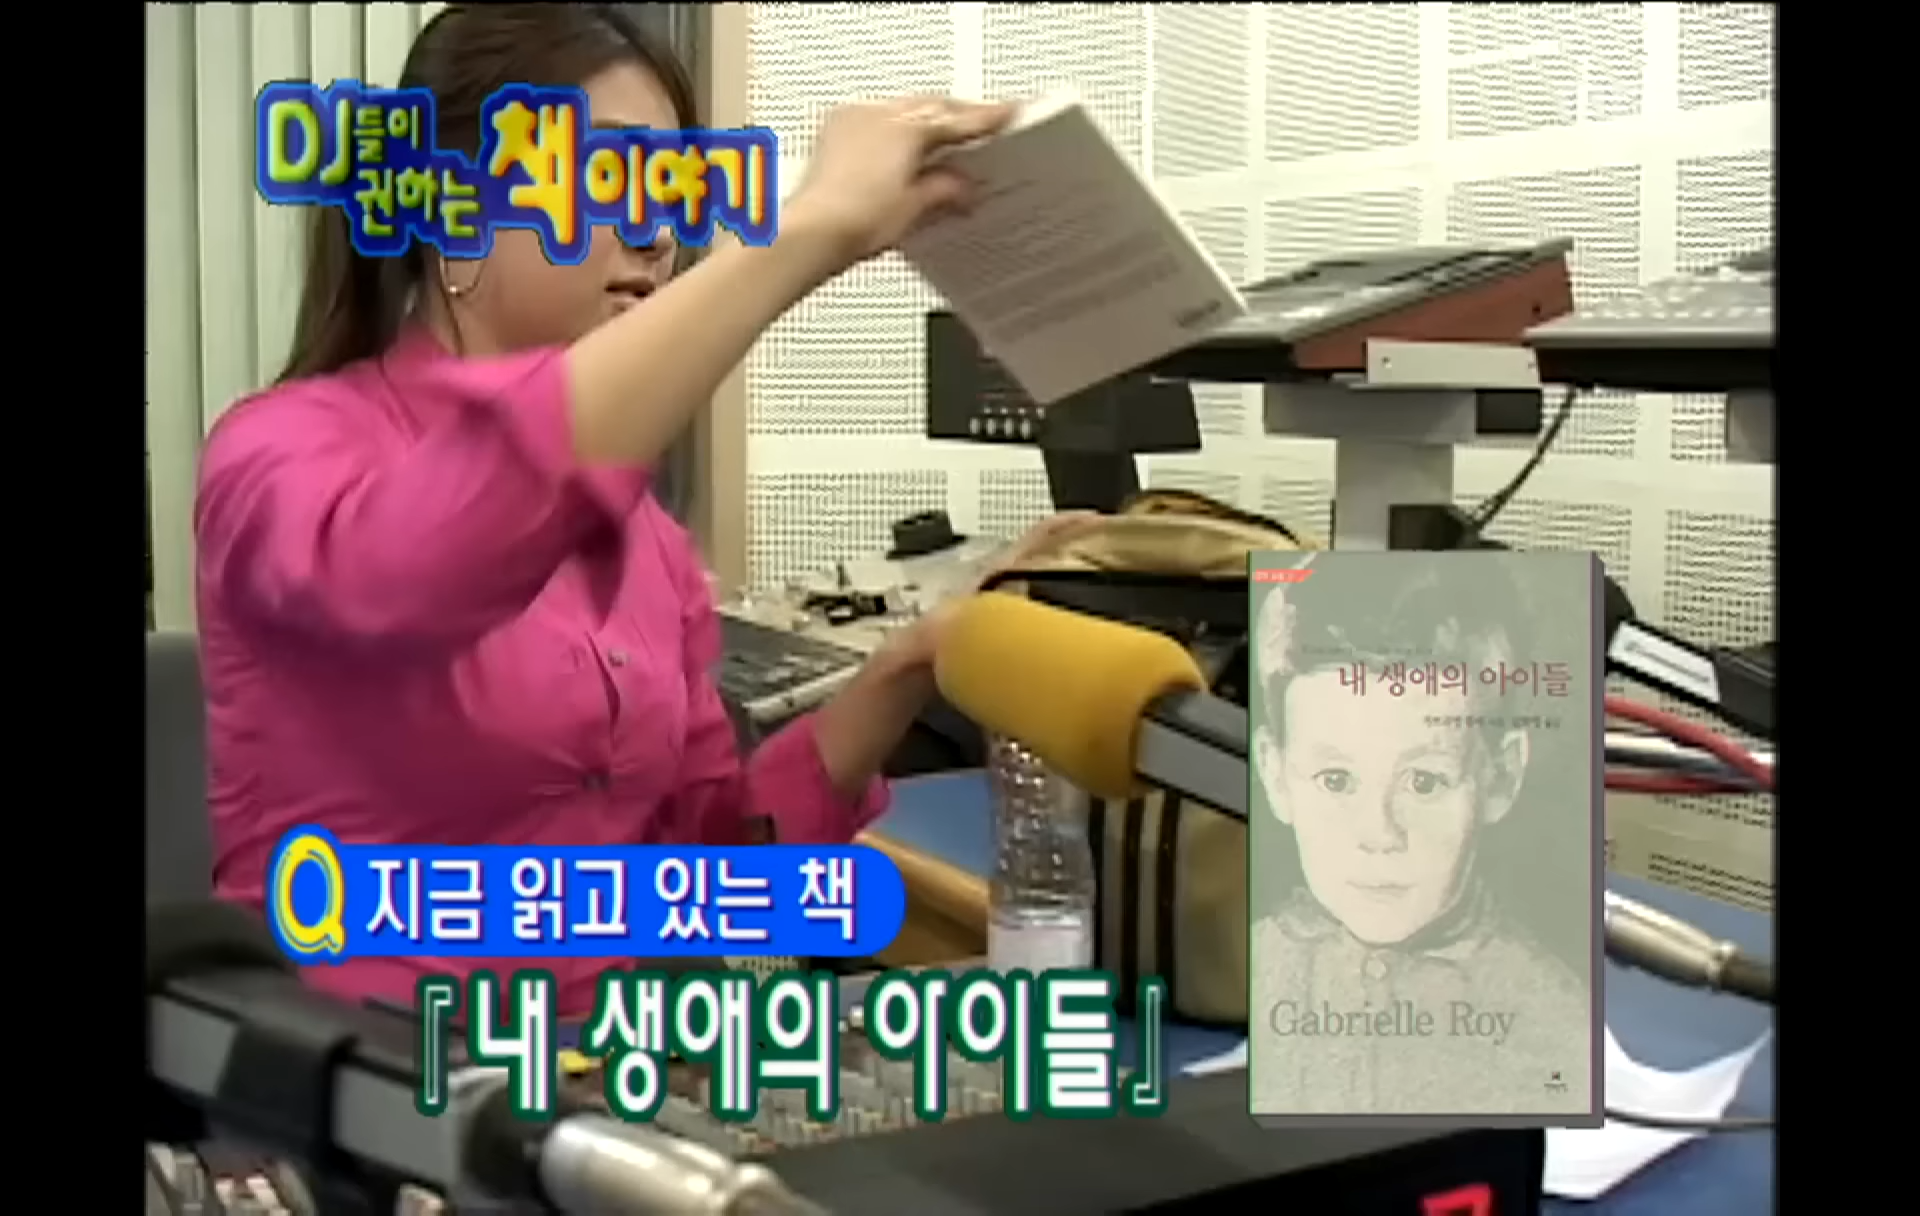 DJ들이
권하는 책이야기
내 생애의 아이들
Gabrielle Roy
Q 지금 읽고 있는 책
『내 생애의 아이들』